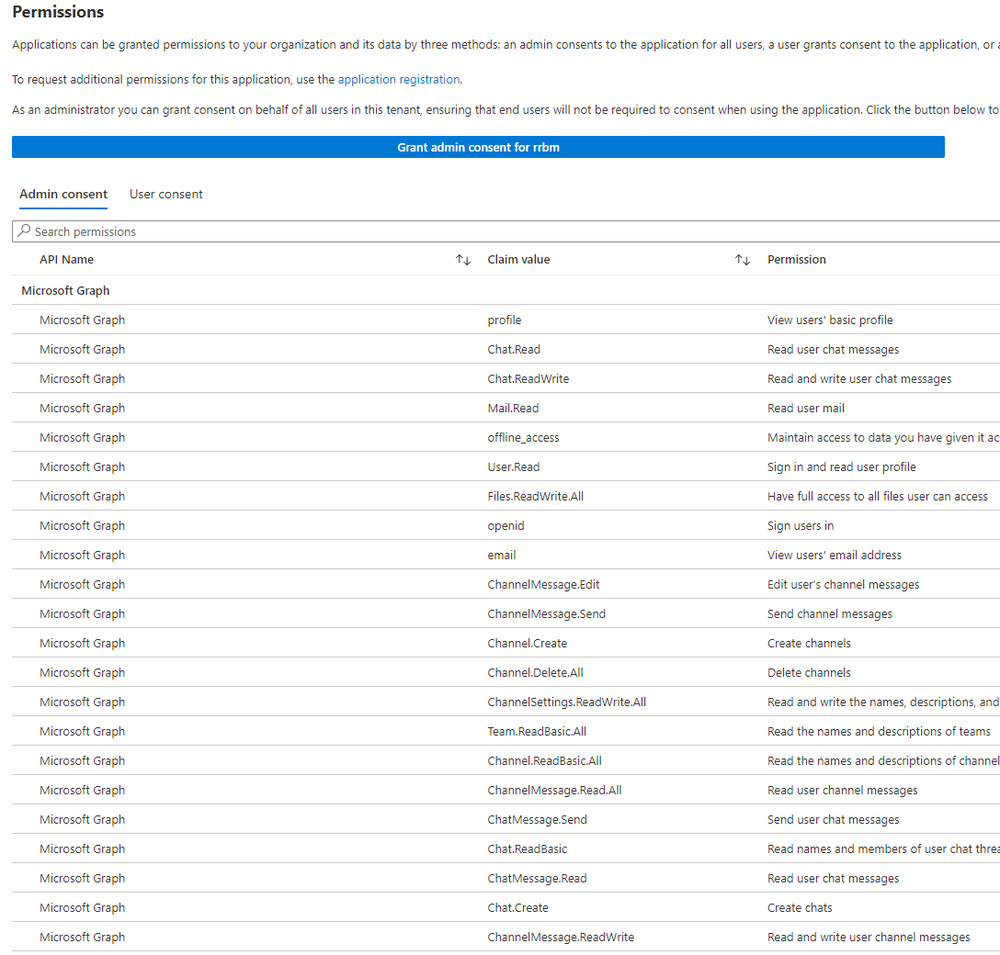 Permissions
Applications can be granted permissions to your organization and its data by three methods: an admin consents to the application for all users, a user grants consent to the application, or
To request additional permissions for this application, use the application registration.
As an administrator you can grant consent on behalf of all users in this tenant, ensuring that end users will not be required to consent when using the application. Click the button below to
Grant admin consent for rrbm
Admin consent User consent
Search permissions
API Name Claim value Permission
Microsoft Graph
Microsoft Graph profile View users' basic profile
Microsoft Graph Chat.Read Read user chat messages
Microsoft Graph Chat.ReadWrite Read and write user chat messages
Microsoft Graph Mail.Read Read user mail
Microsoft Graph offline_access Maintain access to data you have given it ac
Microsoft Graph User.Read Sign in and read user profile
Microsoft Graph Files.ReadWrite.All Have full access to all files user can access
Microsoft Graph openid Sign users in
Microsoft Graph email View users' email address
Microsoft Graph ChannelMessage.Edit Edit user's channel messages
Microsoft Graph ChannelMessage.Send Send channel messages
Microsoft Graph Channel.Create Create channels
Microsoft Graph Channel.Delete.All Delete channels
Microsoft Graph ChannelSettings.ReadWrite.All Read and write the names, descriptions, and
Microsoft Graph Team.ReadBasic.All Read the names and descriptions of teams
Microsoft Graph Channel.ReadBasic.All Read the names and descriptions of channel
Microsoft Graph ChannelMessage.Read.All Read user channel messages
Microsoft Graph ChatMessage.Send Send user chat messages
Microsoft Graph Chat.ReadBasic Read names and members of user chat threa
Microsoft Graph ChatMessage.Read Read user chat messages
Microsoft Graph Chat.Create Create chats
Microsoft Graph ChannelMessage.ReadWrite Read and write user channel messages